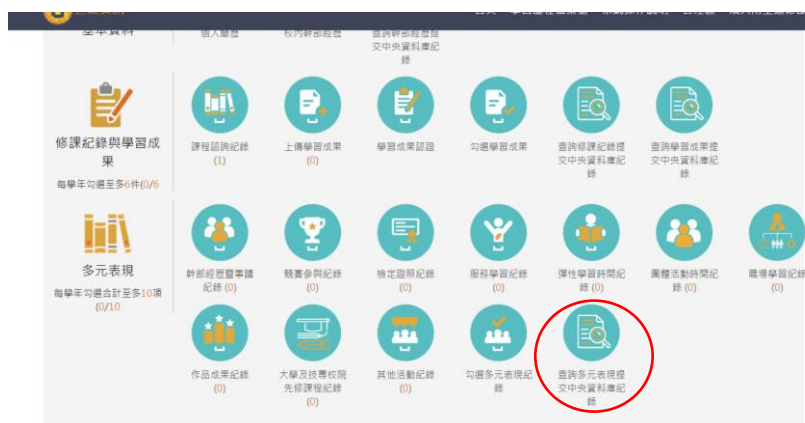 基本資料
個人簡歷
校內幹部經歷
查詢幹部經歷提
交中央資料庫紀
錄
修課紀錄與學習成
果
每學年勾選至多6件(0/6
課程諮詢紀錄
(1)
上傳學習成果
(0)
學習成果認證
勾選學習成果
查詢修課紀錄提
交中央資料庫紀
錄
查詢學習成果提
交中央資料庫紀
錄
多元表現
每學年勾選合計至多10項
(0/10
幹部經歷暨事蹟
紀錄 (0)
競賽參與紀錄
(0)
檢定證照紀錄
(0)
服務學習紀錄
(0)
彈性學習時間紀
錄 (0)
團體活動時間紀
錄 (0)
職場學習紀錄
(0)
作品成果紀錄
(0)
大學及技專校院
先修課程紀錄
(0)
其他活動紀錄
(0)
勾選多元表現紀
錄
查詢多元表現提
交中央資料庫紀
錄